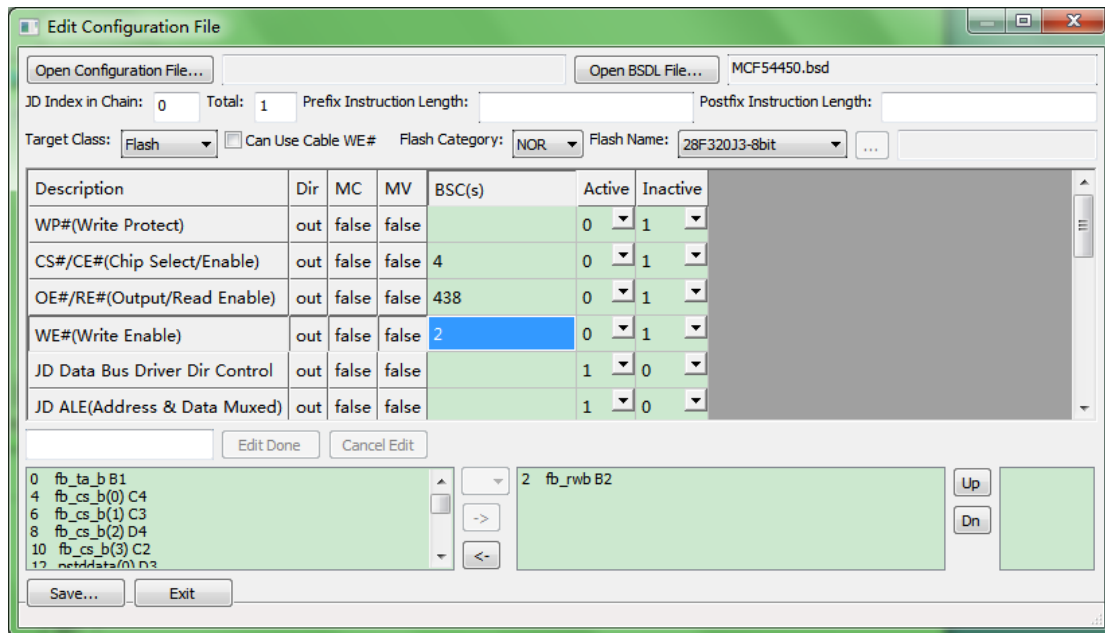 Edit Configuration File
Open Configuration File... Open BSDL File... MCF54450.bsd
JD Index in Chain: 0 Total: 1 Prefix Instruction Length: Postfix Instruction Length:
Target Class: Flash Can Use Cable WE# Flash Category: NOR Flash Name: 28F320J3-8bit ...
Description Dir MC MV BSC(s) Active Inactive
WP#(Write Protect) out false false 0 1
CS#/CE#(Chip Select/Enable) out false false 4 0 1
OE#/RE#(Output/Read Enable) out false false 438 0 1
WE#(Write Enable) out false false 2 0 1
JD Data Bus Driver Dir Control out false false 1 0
JD ALE(Address & Data Muxed) out false false 1 0
Edit Done Cancel Edit
0 fb_ta_b B1
4 fb_cs_b(0) C4
6 fb_cs_b(1) C3
8 fb_cs_b(2) D4
10 fb_cs_b(3) C2
12 pstddata(0) D3
->
<-
2 fb_rwb B2
Up
Dn
Save... Exit